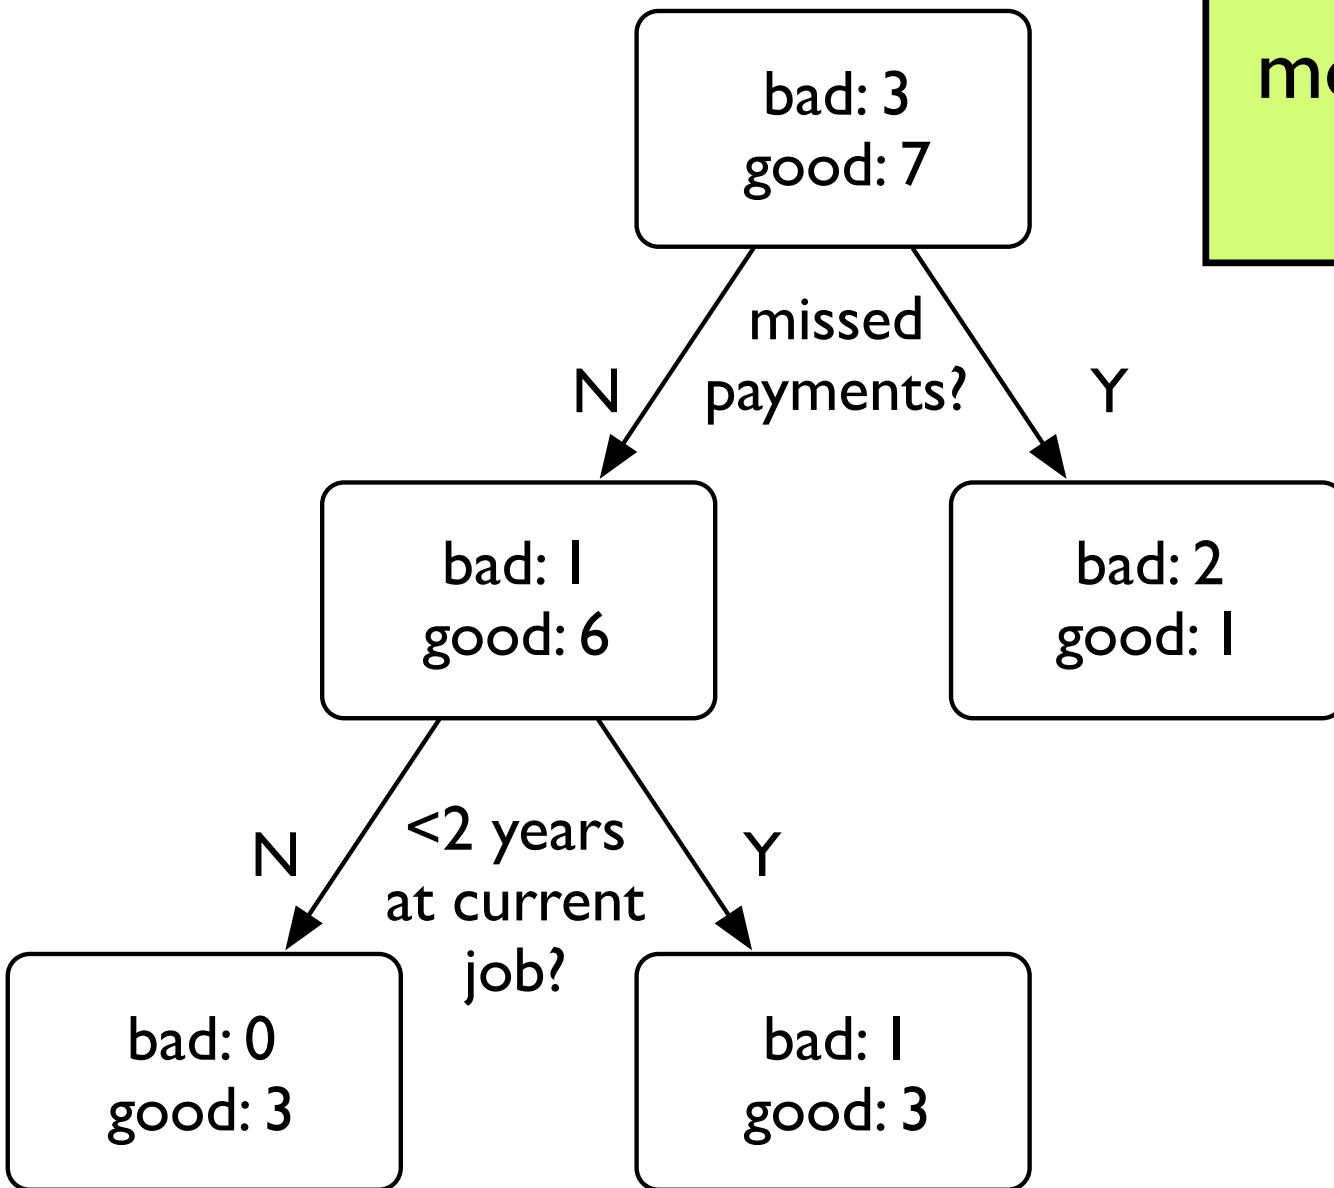 bad: 3
good: 7
missed
payments?
N
Y
bad: 1
good: 6
bad: 2
good: 1
<2 years
at current
job?
N
Y
bad: 0
good: 3
bad: 1
good: 3